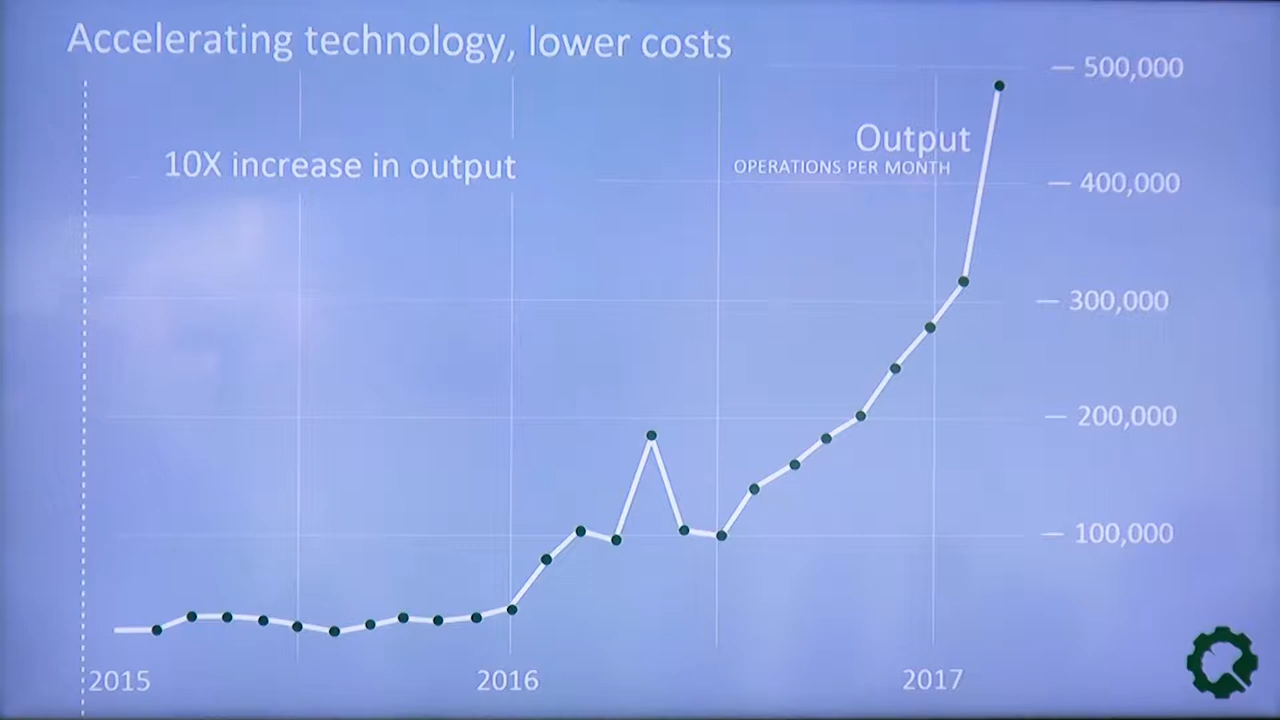 Accelerating technology, lower costs
10X increase in output
Output
OPERATIONS PER MONTH
— 500,000
— 400,000
— 300,000
— 200,000
— 100,000
2015
2016
2017